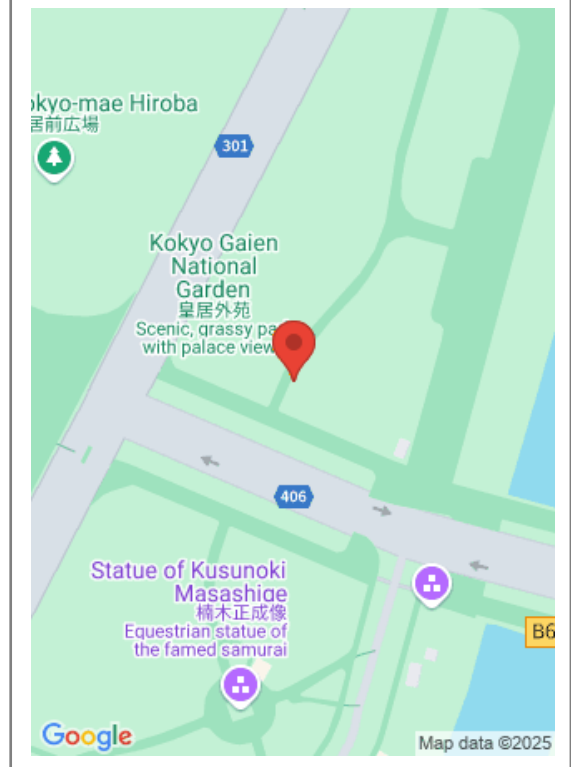 okyo-mae Hiroba
居前広場
301
Kokyo Gaien
National
Garden
皇居外苑
Scenic, grassy pa
with palace view
406
Statue of Kusunoki
Masashige
楠木正成像
Equestrian statue of
the famed samurai
B6
Google
Map data ©2025